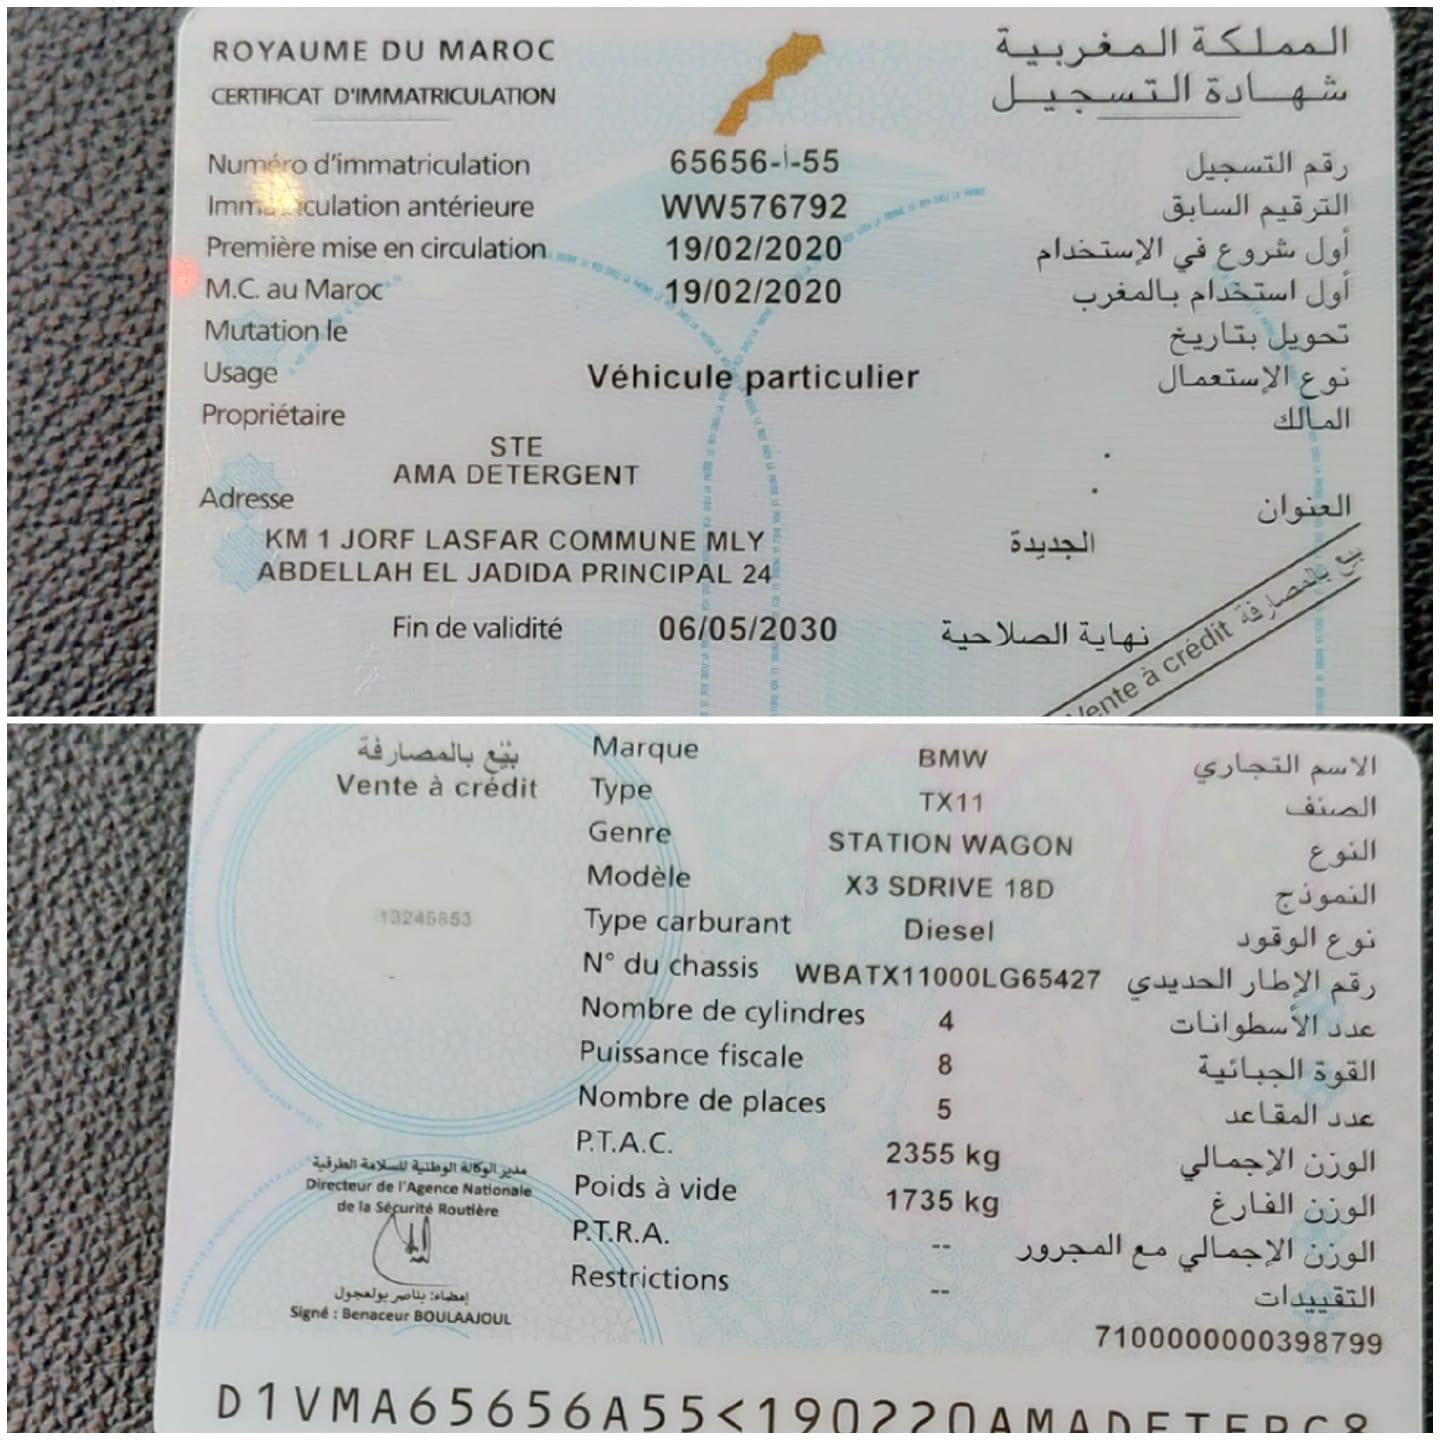 ROYAUME DU MAROC
المملكة المغربية
CERTIFICAT D'IMMATRICULATION
شهادة التسجيل
Numéro d'immatriculation 65656-أ-55 رقم التسجيل
Immatriculation antérieure WW576792 الترقيم السابق
Première mise en circulation 19/02/2020 أول شروع في الإستخدام
M.C. au Maroc 19/02/2020 أول استخدام بالمغرب
Mutation le تحويل بتاريخ
Usage Véhicule particulier نوع الإستعمال
Propriétaire المالك
STE
AMA DETERGENT
Adresse العنوان
KM 1 JORF LASFAR COMMUNE MLY الجديدة
ABDELLAH EL JADIDA PRINCIPAL 24
Fin de validité 06/05/2030 نهاية الصلاحية
Vente à crédit بيع بالمصارفة
بيع بالمصارفة
Vente à crédit
13245853
Marque BMW الاسم التجاري
Type TX11 الصنف
Genre STATION WAGON النوع
Modèle X3 SDRIVE 18D النموذج
Type carburant Diesel نوع الوقود
N° du chassis WBATX11000LG65427 رقم الإطار الحديدي
Nombre de cylindres 4 عدد الأسطوانات
Puissance fiscale 8 القوة الجبائية
Nombre de places 5 عدد المقاعد
P.T.A.C. 2355 kg الوزن الإجمالي
Poids à vide 1735 kg الوزن الفارغ
P.T.R.A. -- الوزن الإجمالي مع المجرور
Restrictions -- التقييدات
مدير الوكالة الوطنية للسلامة الطرقية
Directeur de l'Agence Nationale
de la Sécurité Routière
إمضاء: بناصر بولعجول
Signé : Benaceur BOULAAJOUL
7100000000398799
D1VMA65656A55<190220AMADETERG8